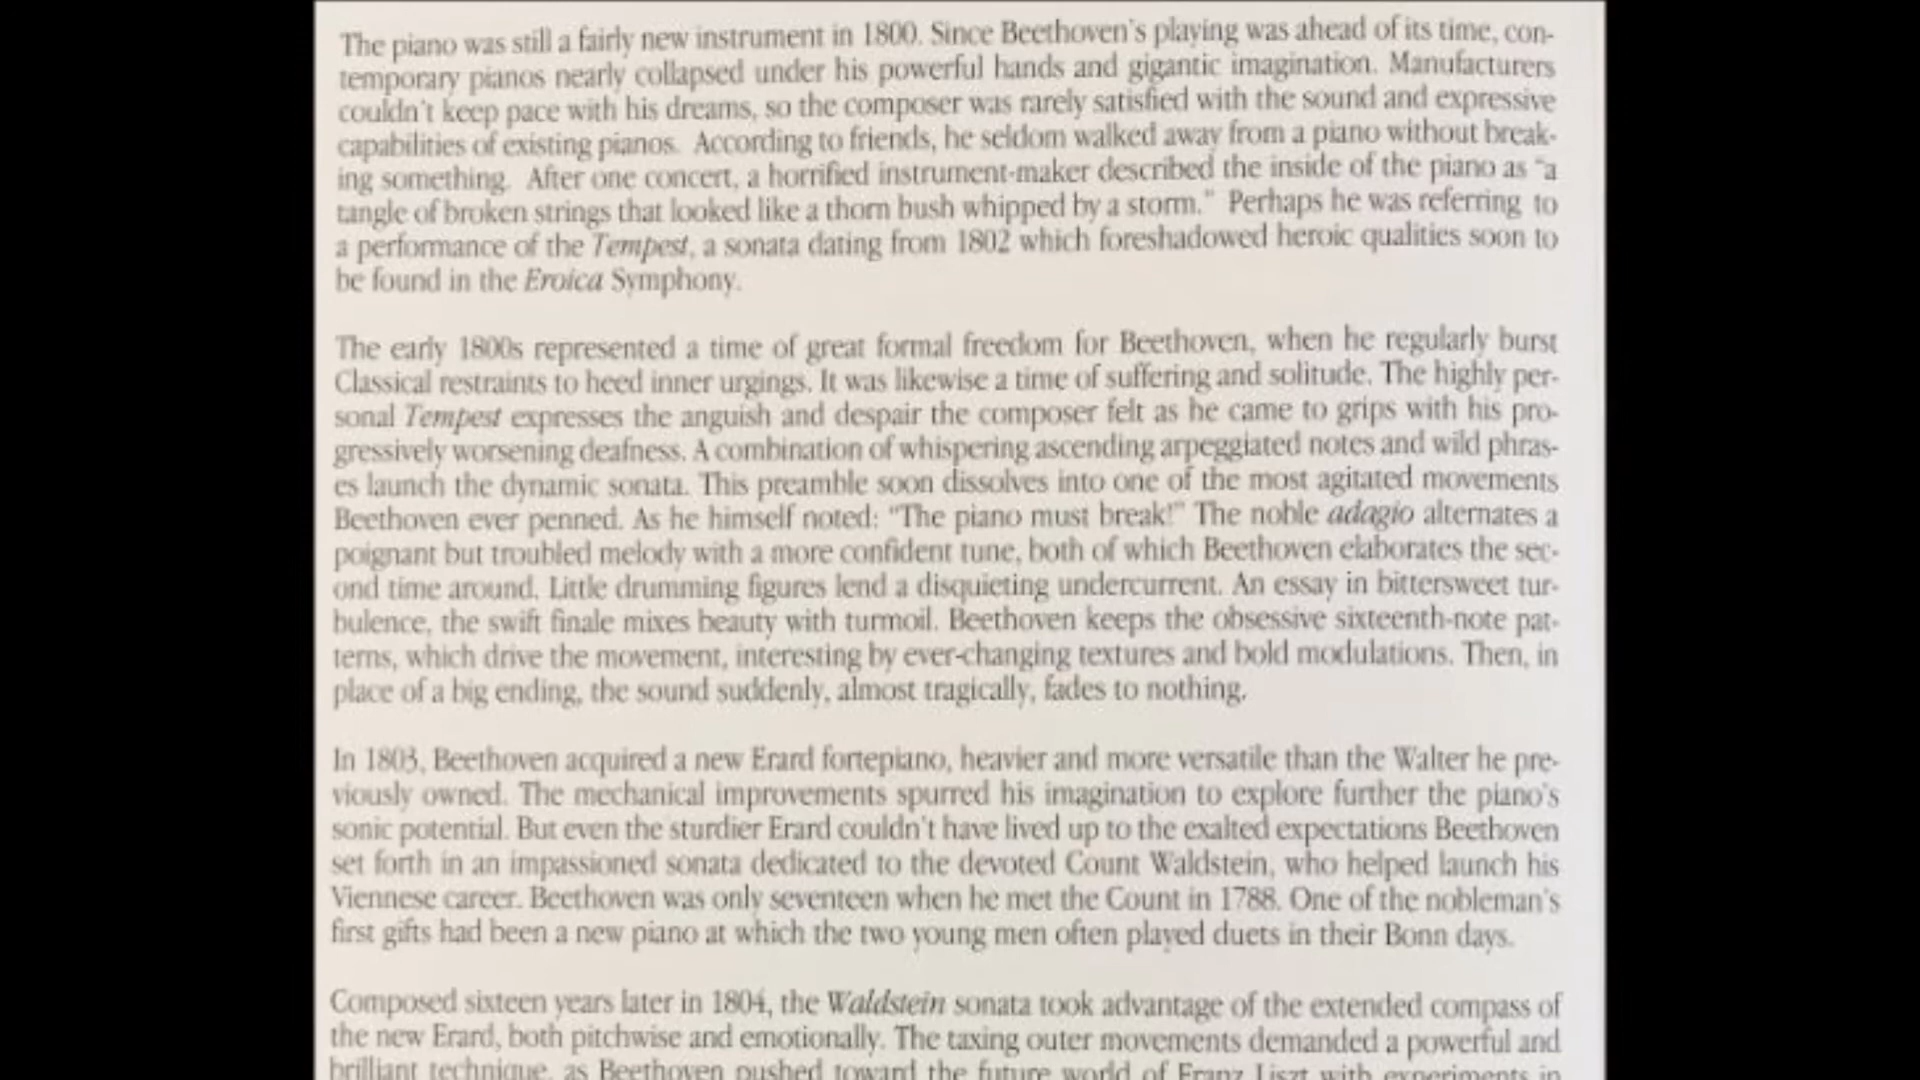 The piano was still a fairly new instrument in 1800. Since Beethoven's playing was ahead of its time, con-
temporary pianos nearly collapsed under his powerful hands and gigantic imagination. Manufacturers
couldn't keep pace with his dreams, so the composer was rarely satisfied with the sound and expressive
capabilities of existing pianos. According to friends, he seldom walked away from a piano without break-
ing something. After one concert, a horrified instrument-maker described the inside of the piano as "a
tangle of broken strings that looked like a thorn bush whipped by a storm." Perhaps he was referring to
a performance of the Tempest, a sonata dating from 1802 which foreshadowed heroic qualities soon to
be found in the Eroica Symphony.
The early 1800s represented a time of great formal freedom for Beethoven, when he regularly burst
Classical restraints to heed inner urgings. It was likewise a time of suffering and solitude. The highly per-
sonal Tempest expresses the anguish and despair the composer felt as he came to grips with his pro-
gressively worsening deafness. A combination of whispering ascending arpeggiated notes and wild phras-
es launch the dynamic sonata. This preamble soon dissolves into one of the most agitated movements
Beethoven ever penned. As he himself noted: "The piano must break!" The noble adagio alternates a
poignant but troubled melody with a more confident tune, both of which Beethoven elaborates the sec-
ond time around. Little drumming figures lend a disquieting undercurrent. An essay in bittersweet tur-
bulence, the swift finale mixes beauty with turmoil. Beethoven keeps the obsessive sixteenth-note pat-
terns, which drive the movement, interesting by ever-changing textures and bold modulations. Then, in
place of a big ending, the sound suddenly, almost tragically, fades to nothing.
In 1803, Beethoven acquired a new Erard fortepiano, heavier and more versatile than the Walter he pre-
viously owned. The mechanical improvements spurred his imagination to explore further the piano's
sonic potential. But even the sturdier Erard couldn't have lived up to the exalted expectations Beethoven
set forth in an impassioned sonata dedicated to the devoted Count Waldstein, who helped launch his
Viennese career. Beethoven was only seventeen when he met the Count in 1788. One of the nobleman's
first gifts had been a new piano at which the two young men often played duets in their Bonn days.
Composed sixteen years later in 1804, the Waldstein sonata took advantage of the extended compass of
the new Erard, both pitchwise and emotionally. The taxing outer movements demanded a powerful and
brilliant technique, as Beethoven pushed toward the future world of Franz Liszt with experiments in